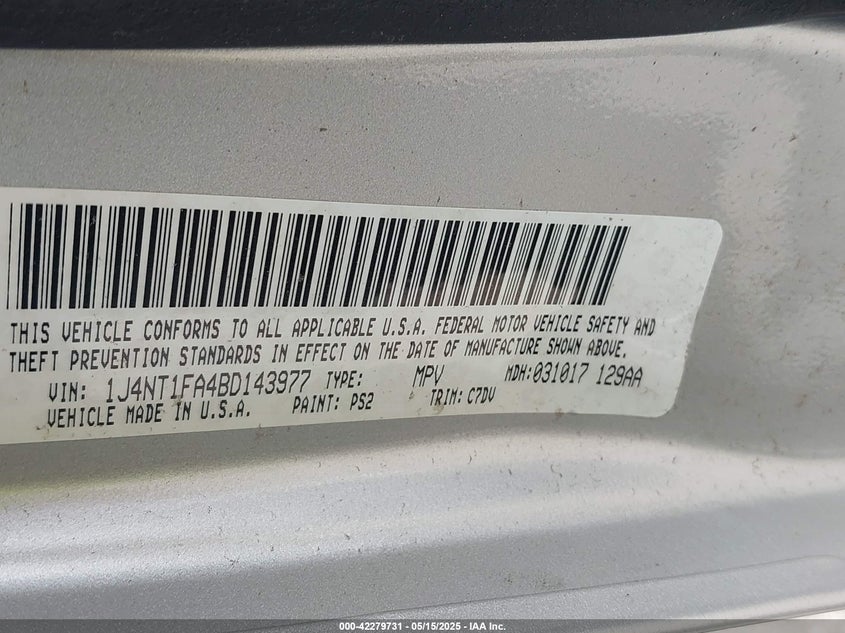 THIS VEHICLE CONFORMS TO ALL APPLICABLE U.S.A. FEDERAL MOTOR VEHICLE SAFETY AND
THEFT PREVENTION STANDARDS IN EFFECT ON THE DATE OF MANUFACTURE SHOWN ABOVE.
VIN: 1J4NT1FA4BD143977 TYPE: MPV MDH:031017 129AA
VEHICLE MADE IN U.S.A. PAINT: PS2 TRIM: C7DV
000-42279731 - 05/15/2025 - IAA Inc.